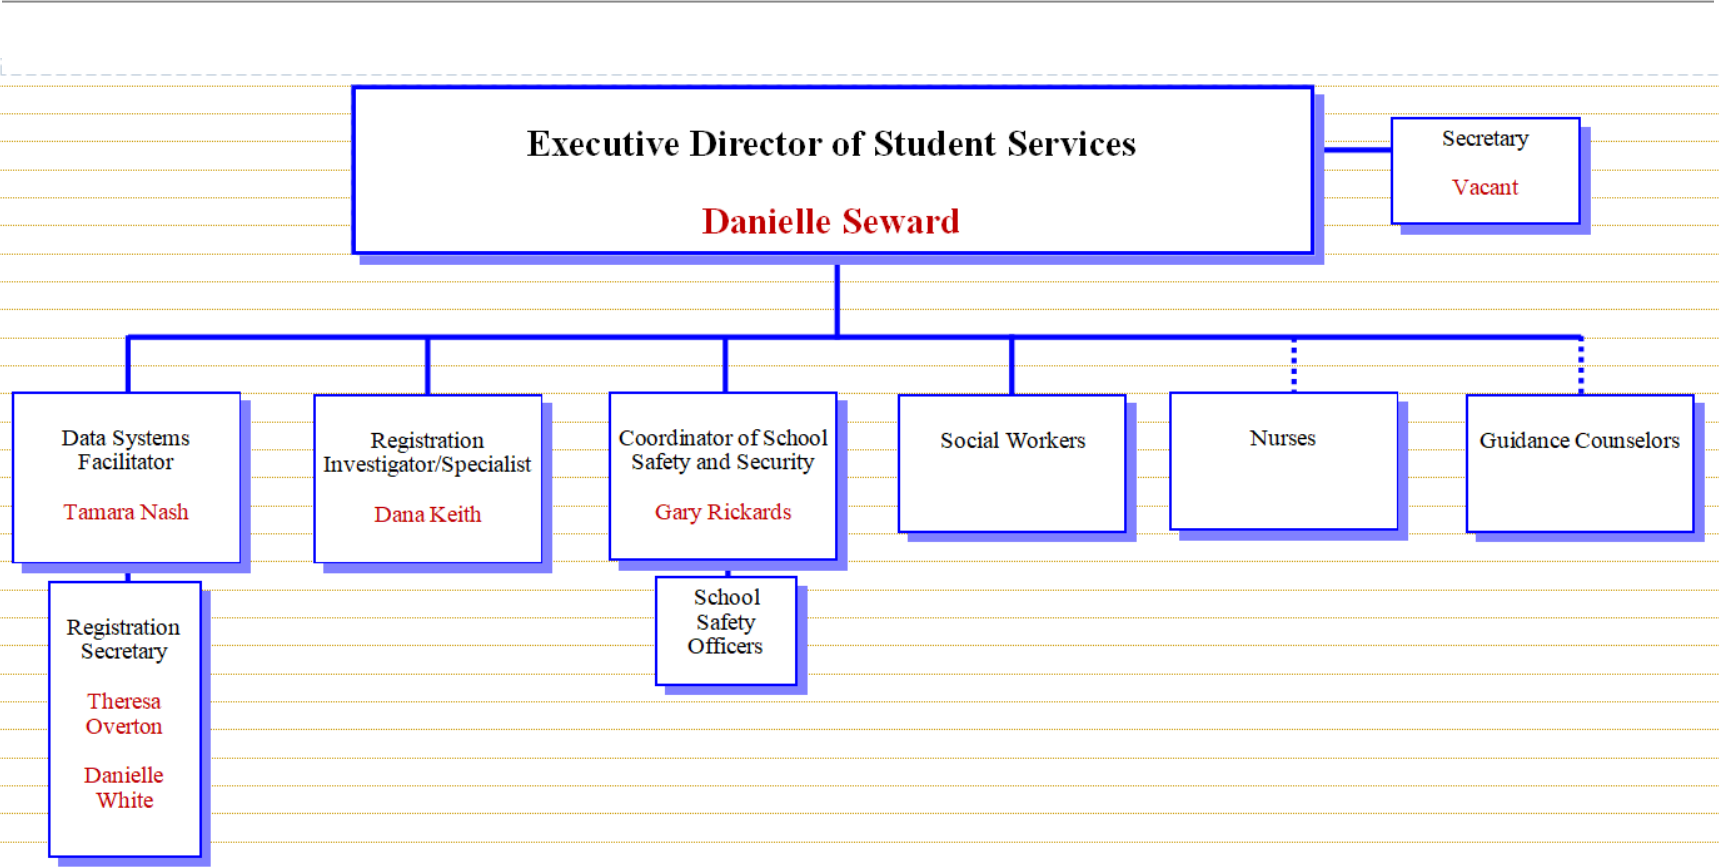 Executive Director of Student Services
Danielle Seward
Secretary
Vacant
Data Systems
Facilitator
Tamara Nash
Registration
Investigator/Specialist
Dana Keith
Coordinator of School
Safety and Security
Gary Rickards
Social Workers
Nurses
Guidance Counselors
Registration
Secretary
Theresa
Overton
Danielle
White
School
Safety
Officers